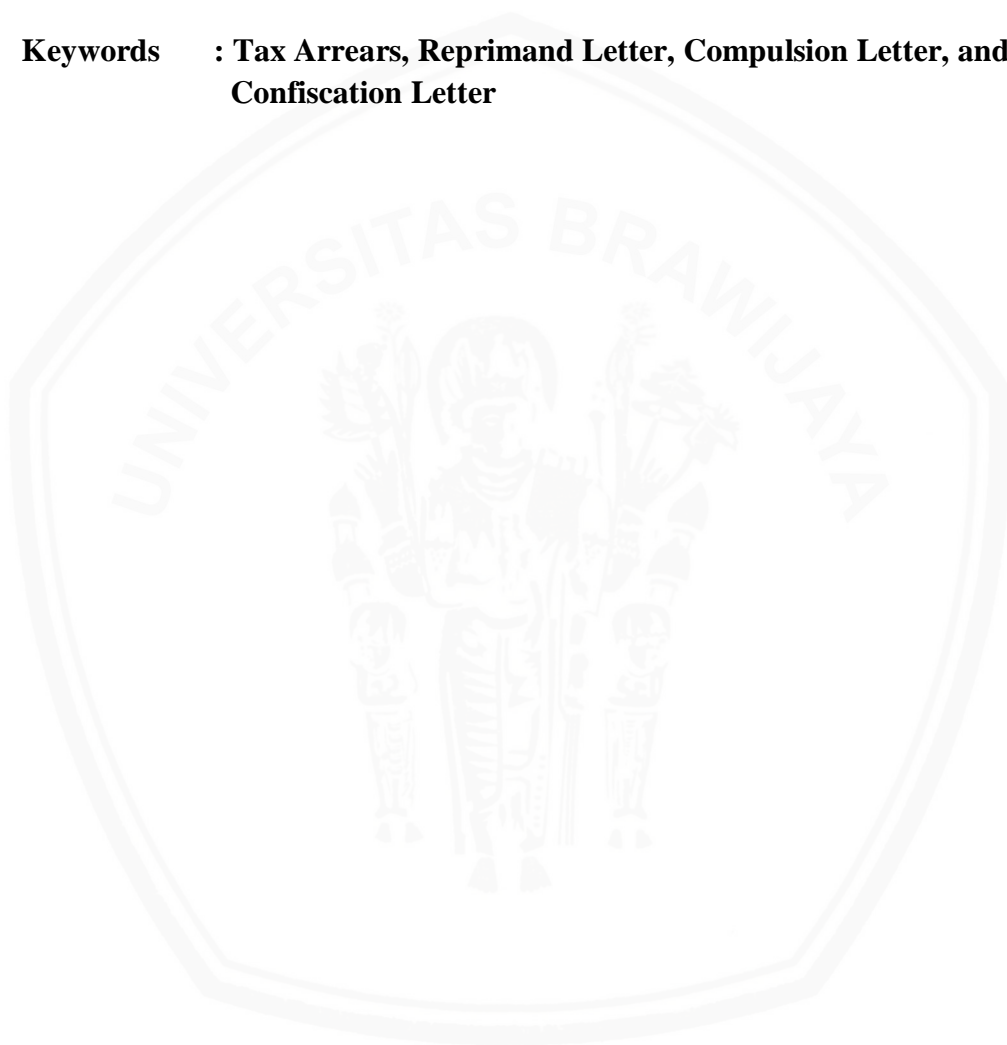 Keywords : Tax Arrears, Reprimand Letter, Compulsion Letter, and
Confiscation Letter
UNIVERSITAS BRAWIJAYA